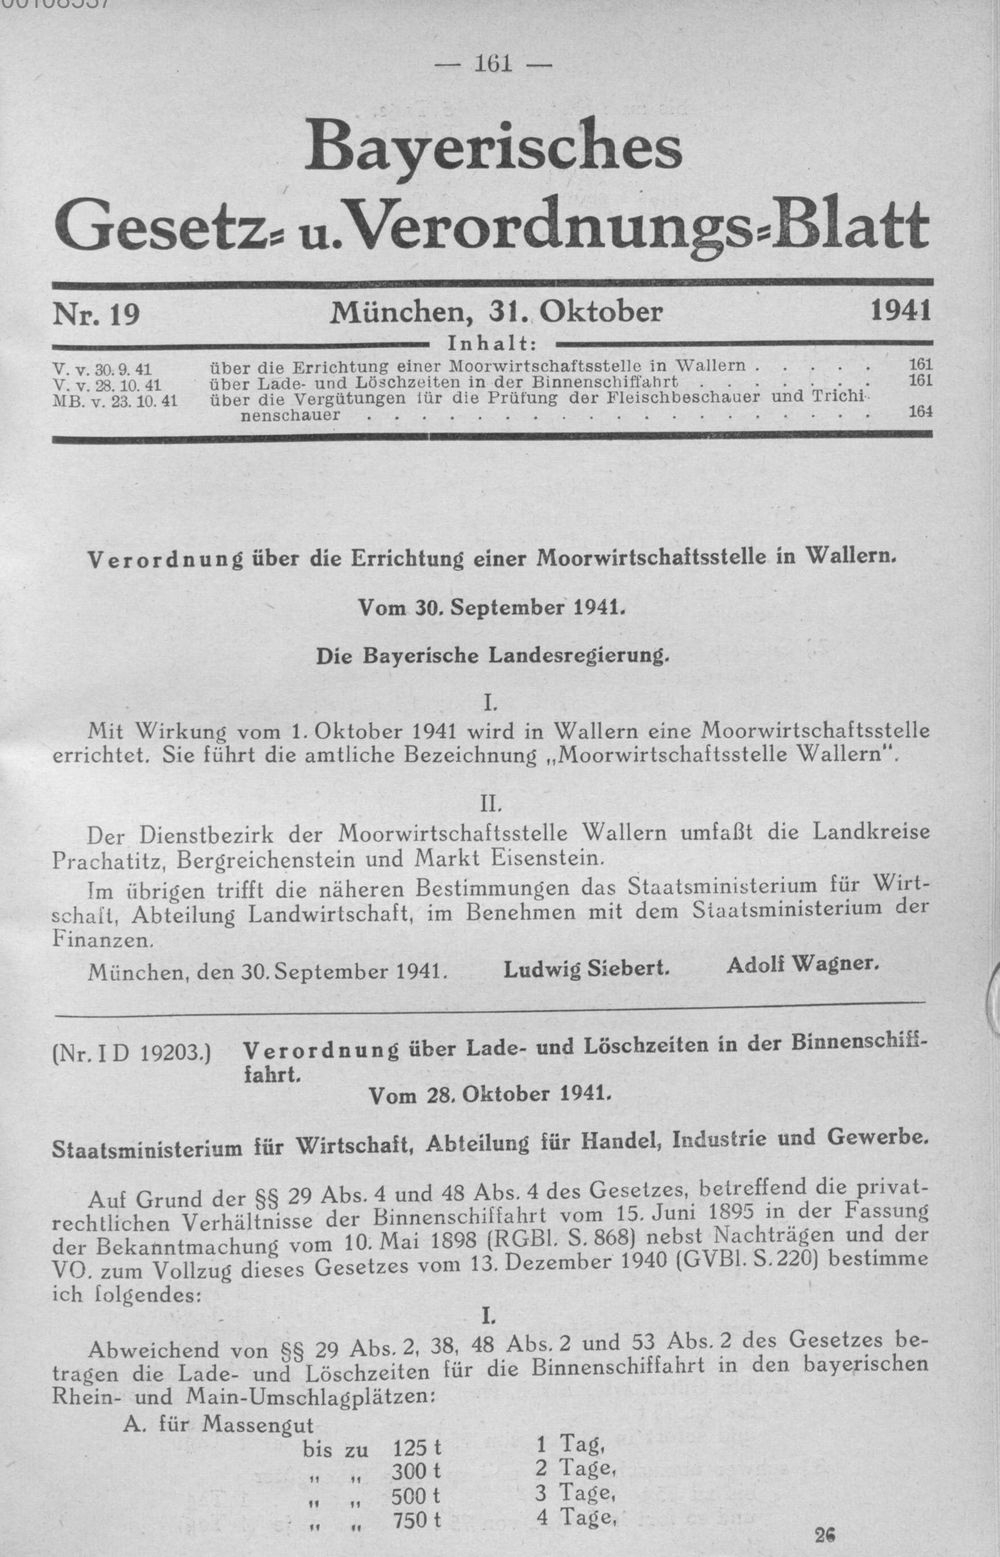 — 161 —
Bayerisches
Gesetz- u. Verordnungs-Blatt
Nr. 19 München, 31. Oktober 1941
Inhalt:
V. v. 30. 9. 41 über die Errichtung einer Moorwirtschaftsstelle in Wallern . . . . . 161
V. v. 28. 10. 41 über Lade- und Löschzeiten in der Binnenschiffahrt . . . . . . . 161
MB. v. 23. 10. 41 über die Vergütungen für die Prüfung der Fleischbeschauer und Trichi-
nenschauer . . . . . . . . . . . . . . . . . . . 164
Verordnung über die Errichtung einer Moorwirtschaftsstelle in Wallern.
Vom 30. September 1941.
Die Bayerische Landesregierung.
I.
Mit Wirkung vom 1. Oktober 1941 wird in Wallern eine Moorwirtschaftsstelle
errichtet. Sie führt die amtliche Bezeichnung „Moorwirtschaftsstelle Wallern“.
II.
Der Dienstbezirk der Moorwirtschaftsstelle Wallern umfaßt die Landkreise
Prachatitz, Bergreichenstein und Markt Eisenstein.
Im übrigen trifft die näheren Bestimmungen das Staatsministerium für Wirt-
schaft, Abteilung Landwirtschaft, im Benehmen mit dem Staatsministerium der
Finanzen.
München, den 30. September 1941. Ludwig Siebert. Adolf Wagner.
(Nr. I D 19203.) Verordnung über Lade- und Löschzeiten in der Binnenschiff-
fahrt.
Vom 28. Oktober 1941.
Staatsministerium für Wirtschaft, Abteilung für Handel, Industrie und Gewerbe.
Auf Grund der §§ 29 Abs. 4 und 48 Abs. 4 des Gesetzes, betreffend die privat-
rechtlichen Verhältnisse der Binnenschiffahrt vom 15. Juni 1895 in der Fassung
der Bekanntmachung vom 10. Mai 1898 (RGBl. S. 868) nebst Nachträgen und der
VO. zum Vollzug dieses Gesetzes vom 13. Dezember 1940 (GVBl. S. 220) bestimme
ich folgendes:
I.
Abweichend von §§ 29 Abs. 2, 38, 48 Abs. 2 und 53 Abs. 2 des Gesetzes be-
tragen die Lade- und Löschzeiten für die Binnenschiffahrt in den bayerischen
Rhein- und Main-Umschlagplätzen:
A. für Massengut
bis zu 125 t 1 Tag,
„ „ 300 t 2 Tage,
„ „ 500 t 3 Tage,
„ „ 750 t 4 Tage,
26